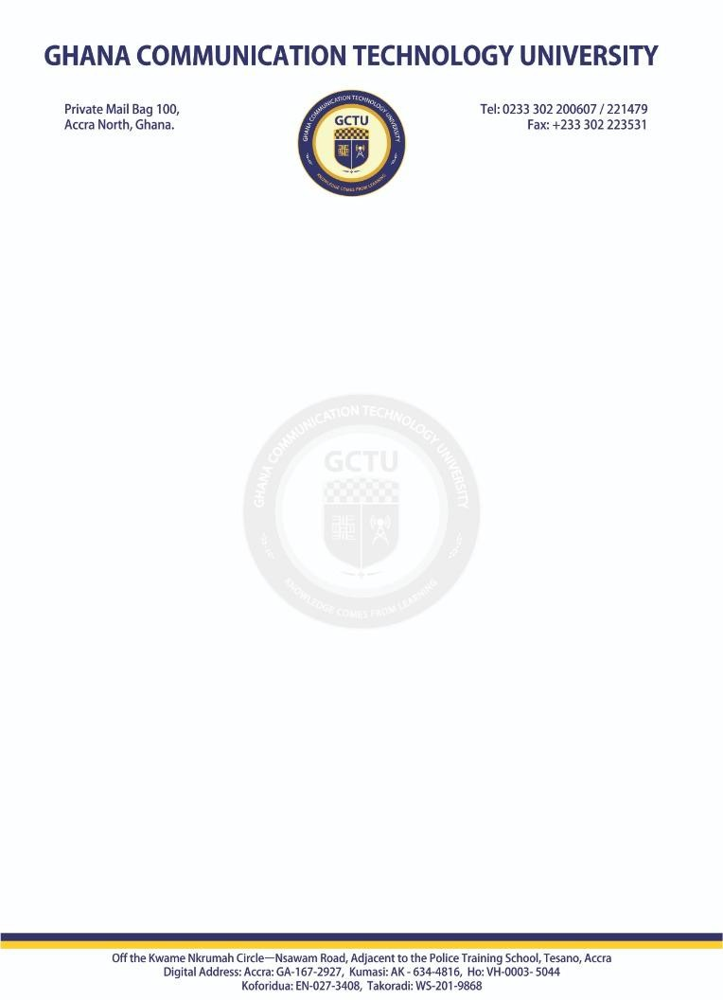 GHANA COMMUNICATION TECHNOLOGY UNIVERSITY
Private Mail Bag 100,
Accra North, Ghana.
GHANA COMMUNICATION TECHNOLOGY UNIVERSITY
GCTU
KNOWLEDGE COMES FROM LEARNING
Tel: 0233 302 200607 / 221479
Fax: +233 302 223531
GHANA COMMUNICATION TECHNOLOGY UNIVERSITY
GCTU
KNOWLEDGE COMES FROM LEARNING
Off the Kwame Nkrumah Circle—Nsawam Road, Adjacent to the Police Training School, Tesano, Accra
Digital Address: Accra: GA-167-2927, Kumasi: AK - 634-4816, Ho: VH-0003- 5044
Koforidua: EN-027-3408, Takoradi: WS-201-9868